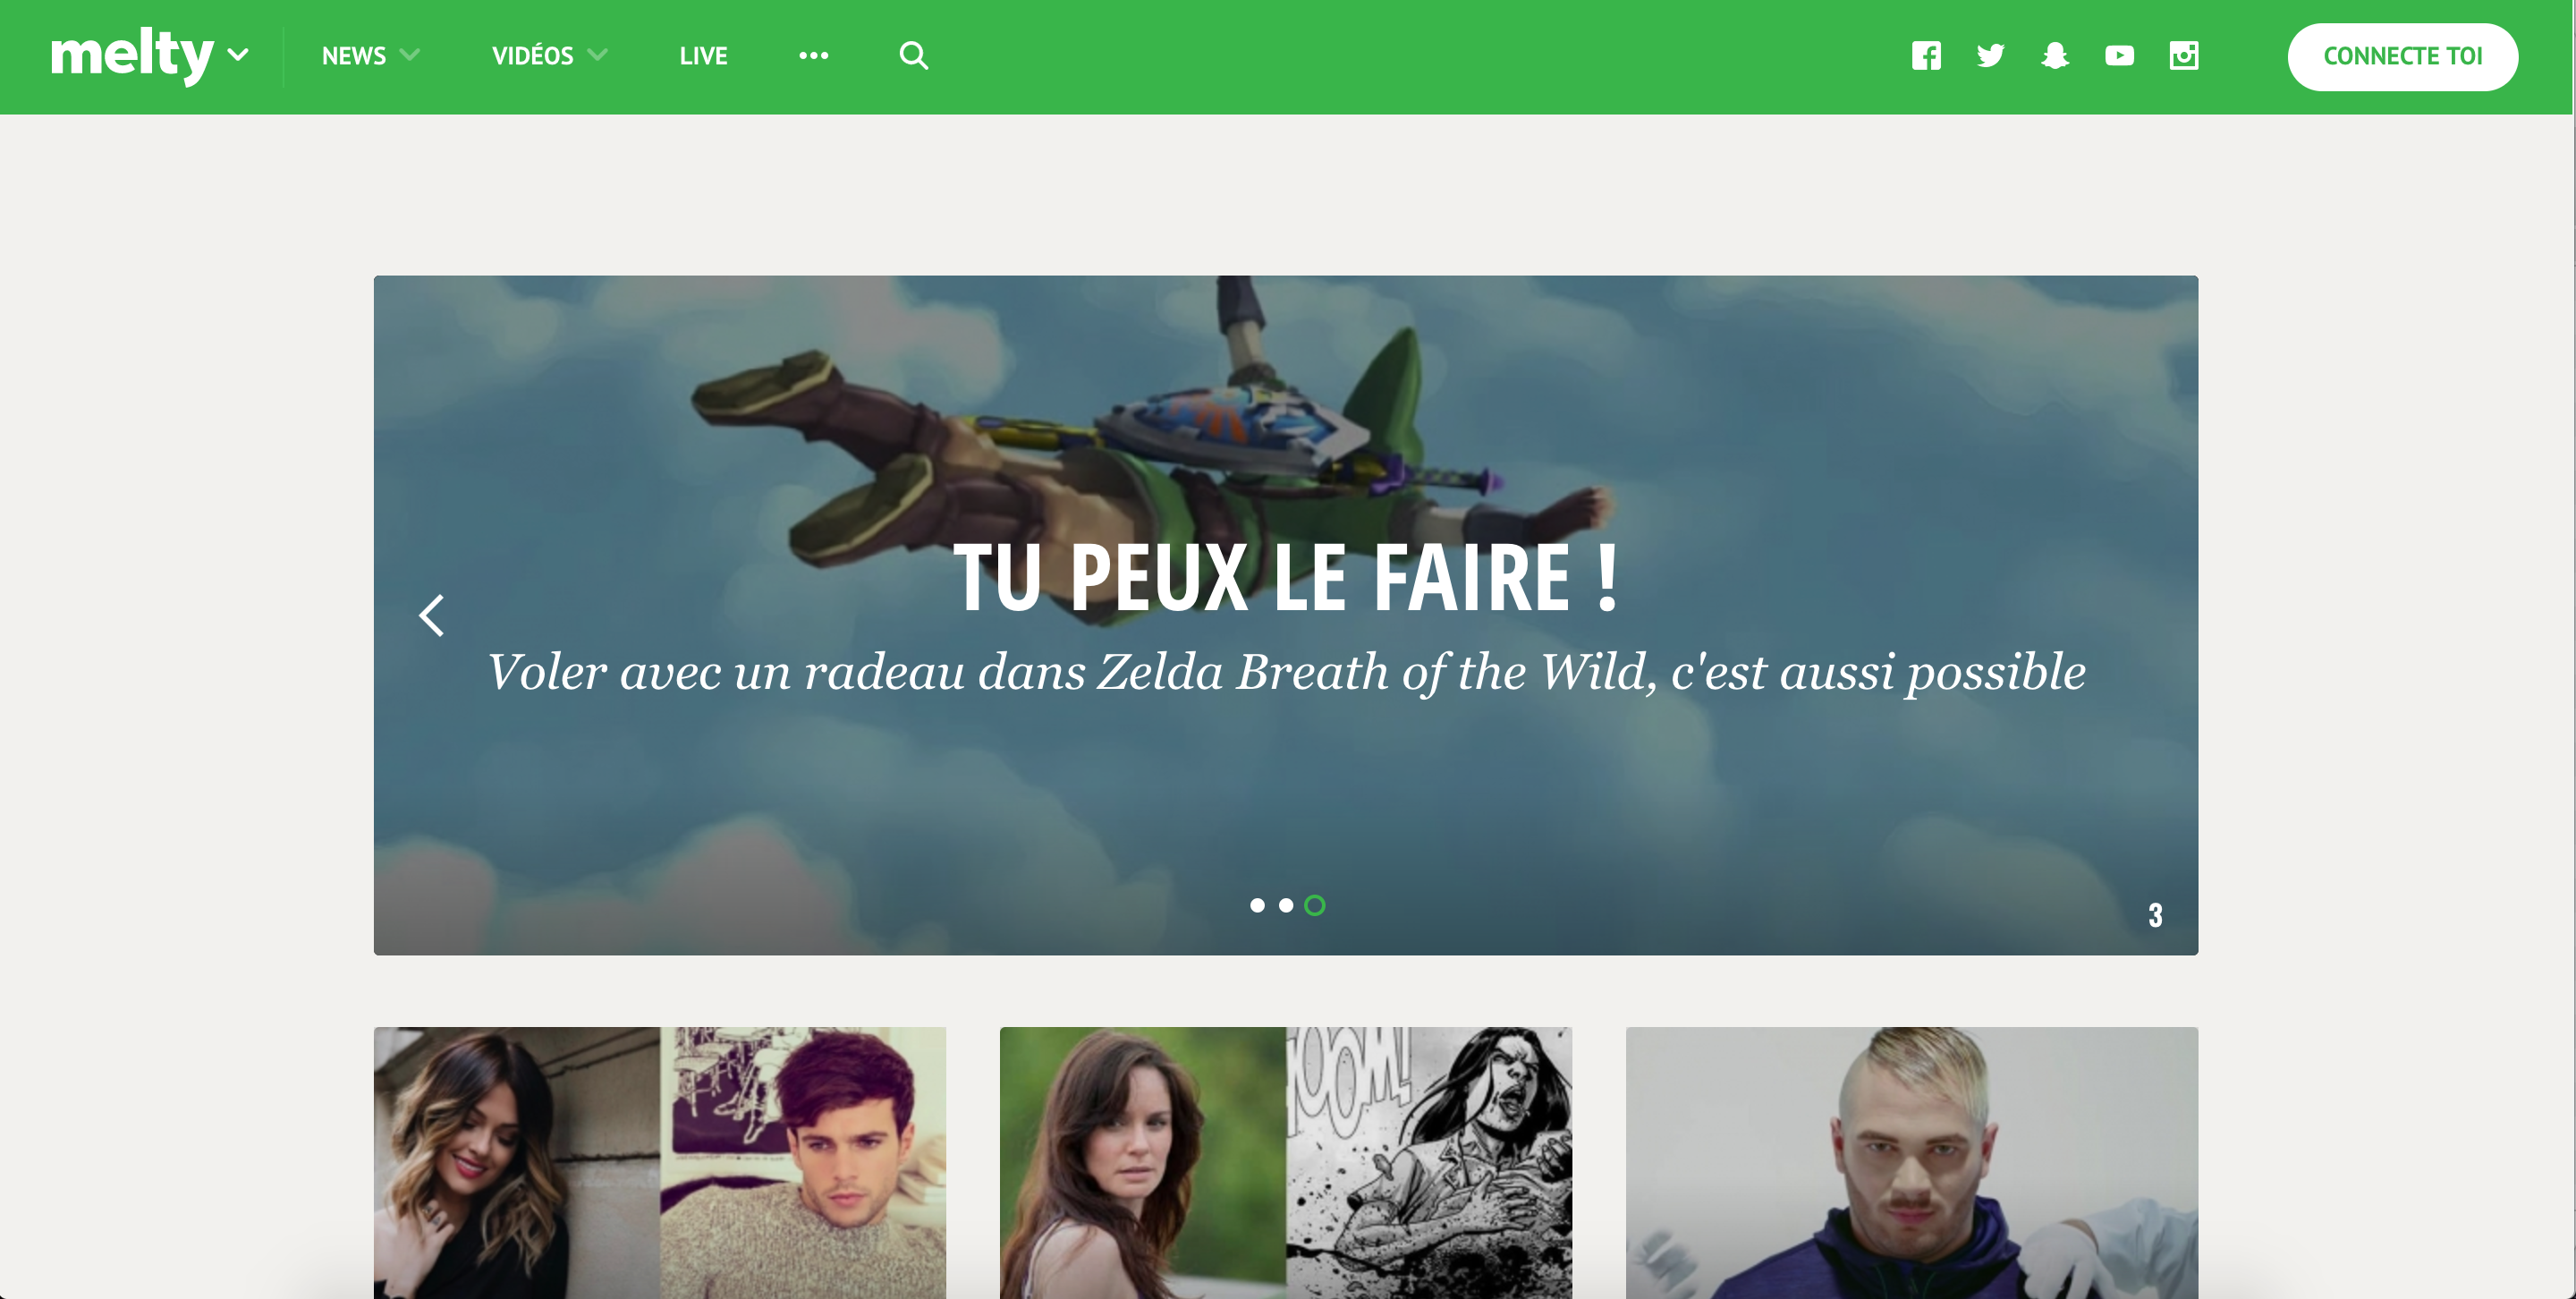 melty
NEWS
VIDÉOS
LIVE
CONNECTE TOI
TU PEUX LE FAIRE !
Voler avec un radeau dans Zelda Breath of the Wild, c'est aussi possible
3
OOM!